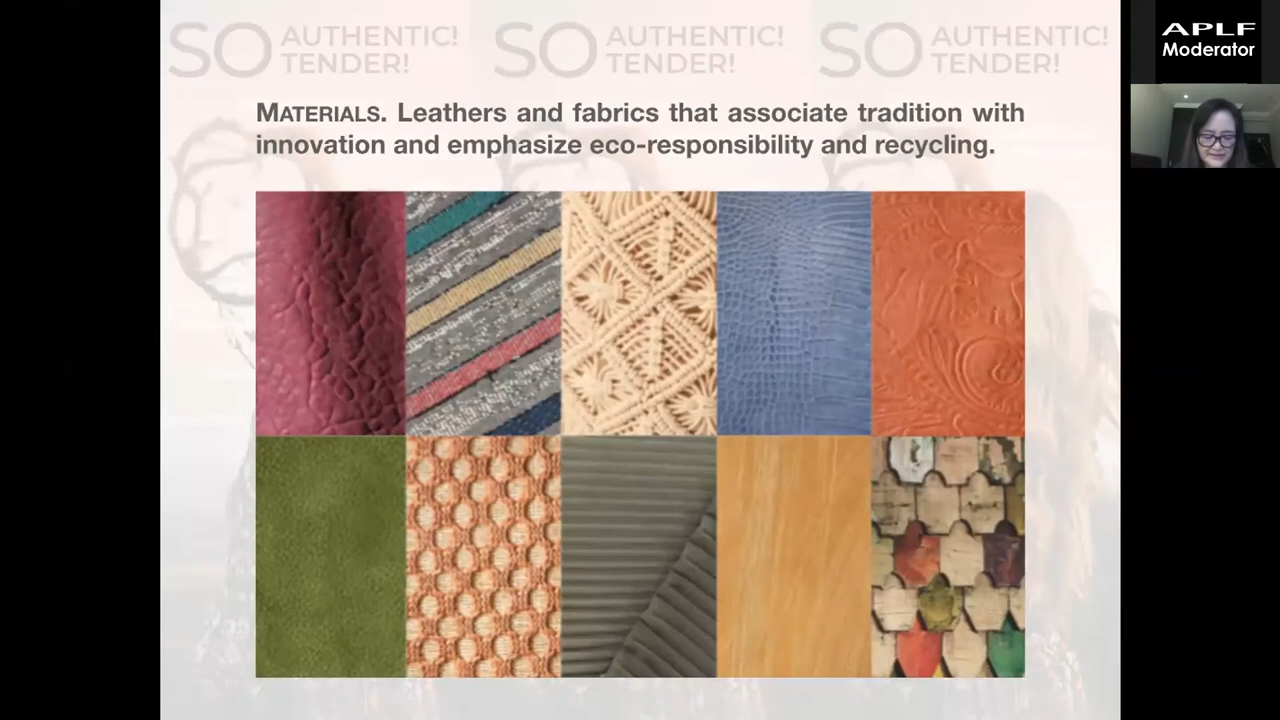 SO AUTHENTIC! TENDER!
SO AUTHENTIC! TENDER!
SO AUTHENTIC! TENDER!
APLF
Moderator
MATERIALS. Leathers and fabrics that associate tradition with
innovation and emphasize eco-responsibility and recycling.